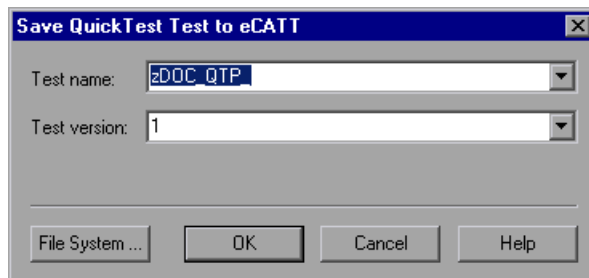 Save QuickTest Test to eCATT
Test name: zDOC_QTP_
Test version: 1
File System ... OK Cancel Help